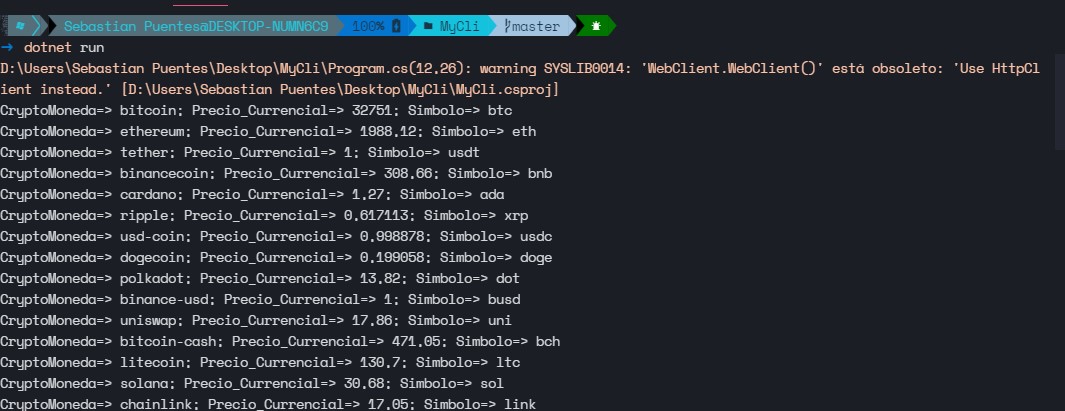 Sebastian Puentes@DESKTOP-NUMN6C9 100% MyCli master
→ dotnet run
D:\Users\Sebastian Puentes\Desktop\MyCli\Program.cs(12,26): warning SYSLIB0014: 'WebClient.WebClient()' está obsoleto: 'Use HttpCl
ient instead.' [D:\Users\Sebastian Puentes\Desktop\MyCli\MyCli.csproj]
CryptoMoneda=> bitcoin; Precio_Currencial=> 32751; Simbolo=> btc
CryptoMoneda=> ethereum; Precio_Currencial=> 1988.12; Simbolo=> eth
CryptoMoneda=> tether; Precio_Currencial=> 1; Simbolo=> usdt
CryptoMoneda=> binancecoin; Precio_Currencial=> 308.66; Simbolo=> bnb
CryptoMoneda=> cardano; Precio_Currencial=> 1.27; Simbolo=> ada
CryptoMoneda=> ripple; Precio_Currencial=> 0.617113; Simbolo=> xrp
CryptoMoneda=> usd-coin; Precio_Currencial=> 0.998878; Simbolo=> usdc
CryptoMoneda=> dogecoin; Precio_Currencial=> 0.199058; Simbolo=> doge
CryptoMoneda=> polkadot; Precio_Currencial=> 13.82; Simbolo=> dot
CryptoMoneda=> binance-usd; Precio_Currencial=> 1; Simbolo=> busd
CryptoMoneda=> uniswap; Precio_Currencial=> 17.86; Simbolo=> uni
CryptoMoneda=> bitcoin-cash; Precio_Currencial=> 471.05; Simbolo=> bch
CryptoMoneda=> litecoin; Precio_Currencial=> 130.7; Simbolo=> ltc
CryptoMoneda=> solana; Precio_Currencial=> 30.68; Simbolo=> sol
CryptoMoneda=> chainlink; Precio_Currencial=> 17.05; Simbolo=> link